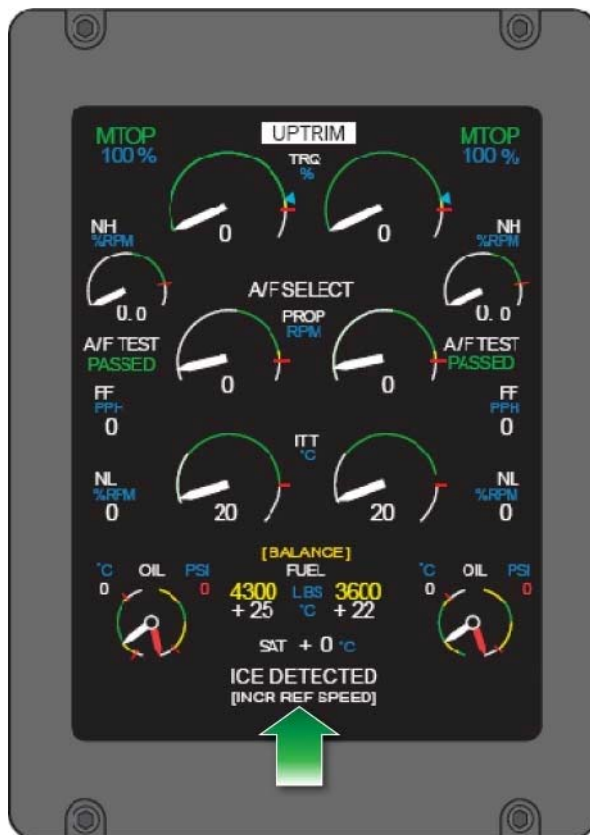 MTOP UPTRIM MTOP
100 % TRQ 100 %
%
0 0
NH NH
%RPM %RPM
A/F SELECT
0.0 PROP 0.0
RPM
A/F TEST A/F TEST
PASSED PASSED
0 0
FF FF
PPH PPH
0 0
ITT
°C
NL NL
%RPM %RPM
0 20 20 0
[BALANCE]
°C OIL PSI FUEL °C OIL PSI
0 0 4300 LBS 3600 0 0
+25 °C +22
SAT +0 °C
ICE DETECTED
[INCR REF SPEED]